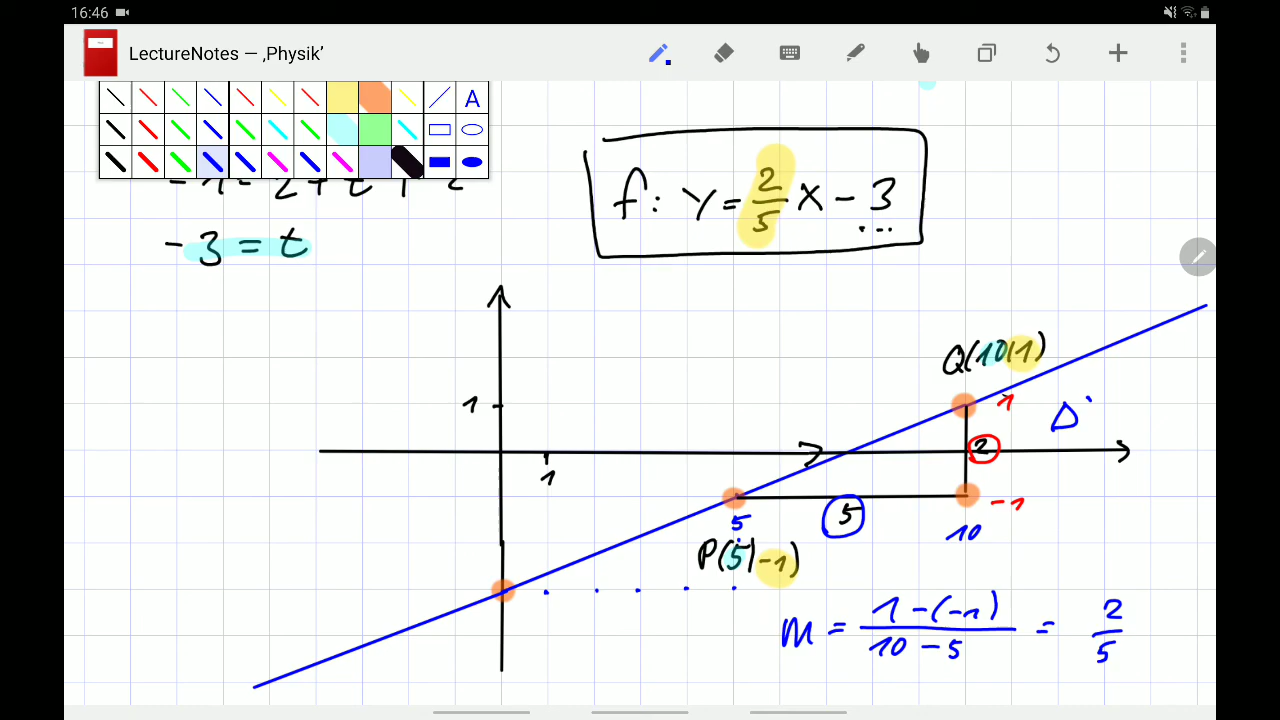 16:46
LectureNotes — ‚Physik‘
A
-3 = t
f: y = 2/5 x - 3
Q(10|1)
1
1
Δ
2
1
5
5
-1
10
P(5|-1)
m = 1-(-1) / 10-5 = 2/5